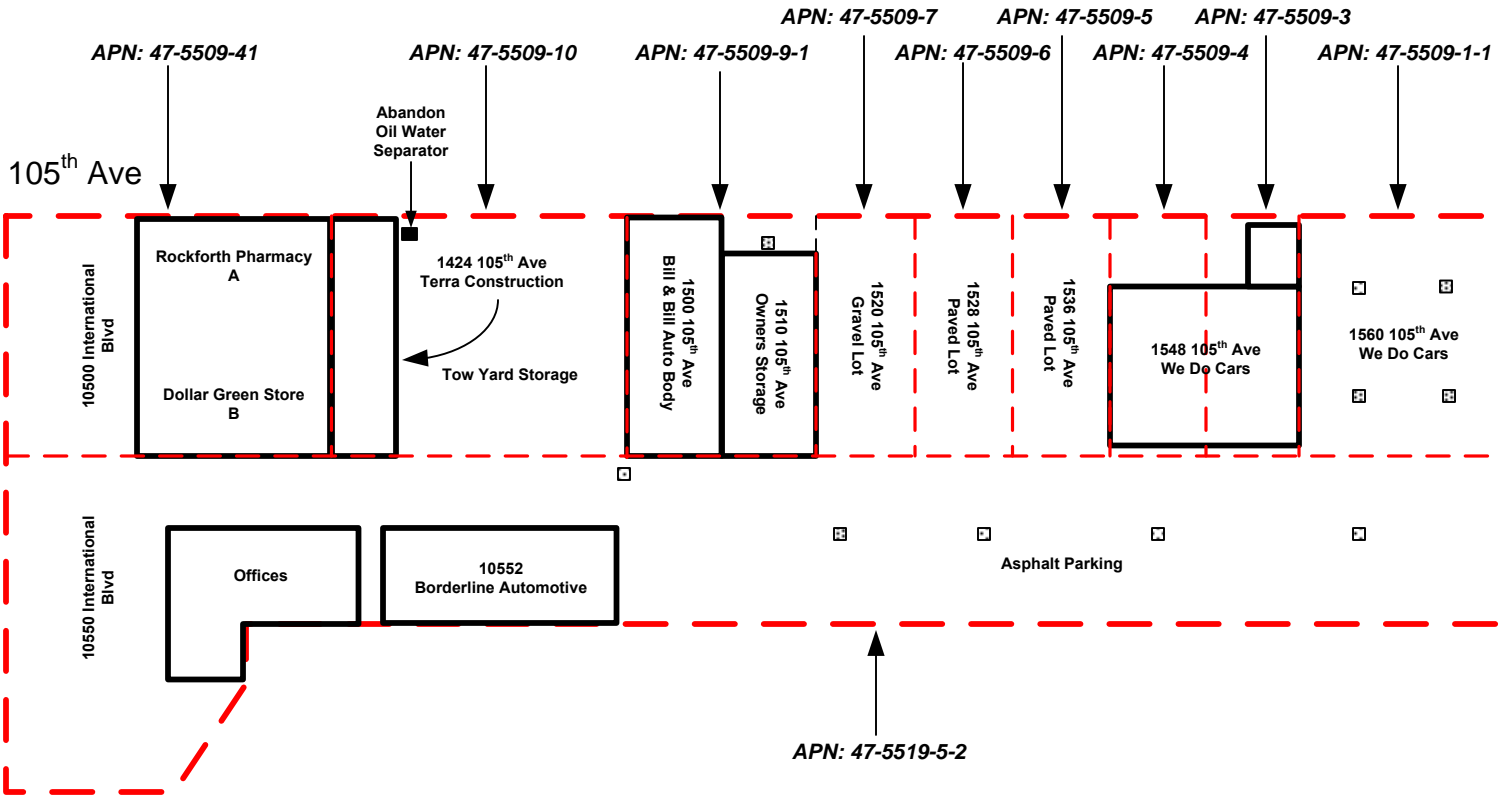 APN: 47-5509-7
APN: 47-5509-5
APN: 47-5509-3
APN: 47-5509-41
APN: 47-5509-10
APN: 47-5509-9-1
APN: 47-5509-6
APN: 47-5509-4
APN: 47-5509-1-1
Abandon
Oil Water
Separator
105th Ave
10500 International
Blvd
Rockforth Pharmacy
A
Dollar Green Store
B
1424 105th Ave
Terra Construction
Tow Yard Storage
1500 105th Ave
Bill & Bill Auto Body
1510 105th Ave
Owners Storage
1520 105th Ave
Gravel Lot
1528 105th Ave
Paved Lot
1536 105th Ave
Paved Lot
1548 105th Ave
We Do Cars
1560 105th Ave
We Do Cars
10550 International
Blvd
Offices
10552
Borderline Automotive
Asphalt Parking
APN: 47-5519-5-2